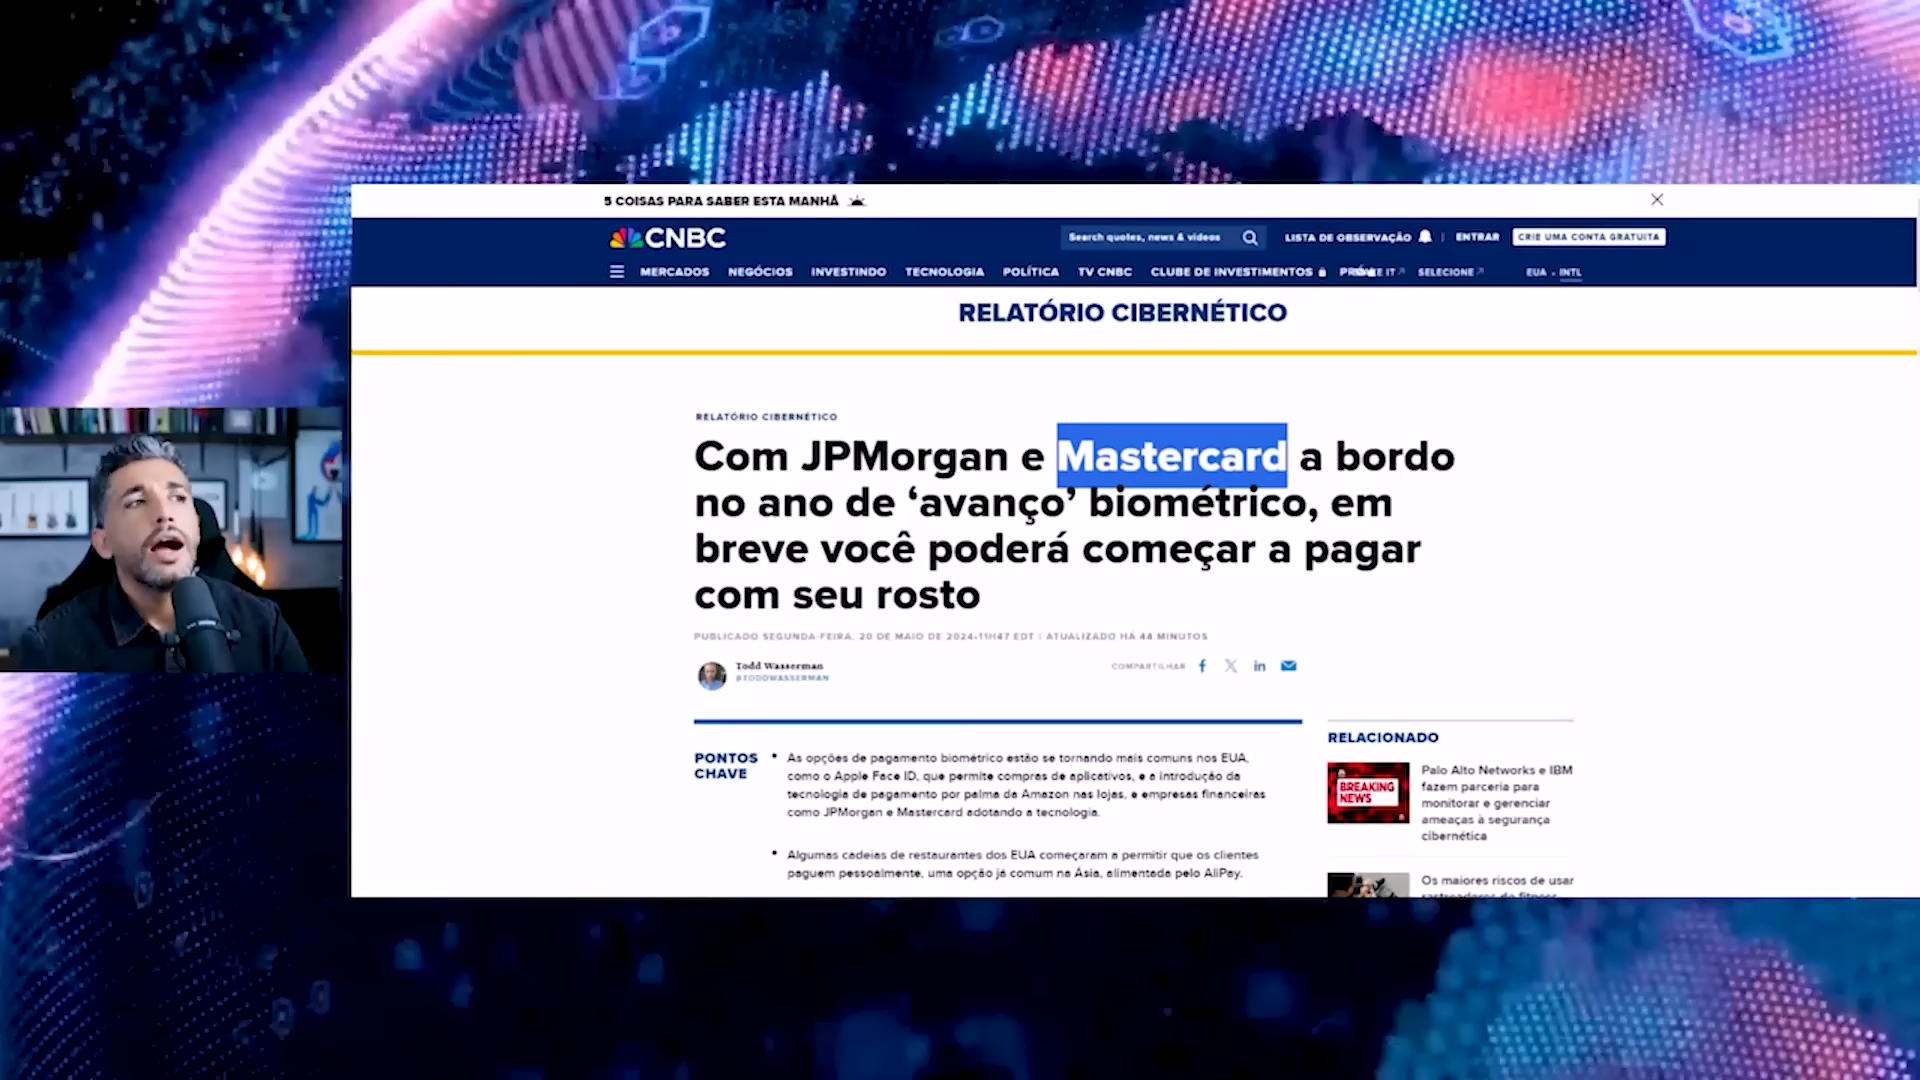 5 COISAS PARA SABER ESTA MANHÃ
CNBC
Search quotes, news & videos
LISTA DE OBSERVAÇÃO
ENTRAR
CRIE UMA CONTA GRATUITA
MERCADOS NEGÓCIOS INVESTINDO TECNOLOGIA POLÍTICA TV CNBC CLUBE DE INVESTIMENTOS SELECIONE EUA • INTL
RELATÓRIO CIBERNÉTICO
RELATÓRIO CIBERNÉTICO
Com JPMorgan e Mastercard a bordo
no ano de ‘avanço’ biométrico, em
breve você poderá começar a pagar
com seu rosto
PUBLICADO SEGUNDA-FEIRA, 20 DE MAIO DE 2024•11H47 EDT | ATUALIZADO HÁ 44 MINUTOS
Todd Wasserman
@TODDWASSERMAN
COMPARTILHAR
PONTOS
CHAVE
• As opções de pagamento biométrico estão se tornando mais comuns nos EUA,
como o Apple Face ID, que permite compras de aplicativos, e a introdução da
tecnologia de pagamento por palma da Amazon nas lojas, e empresas financeiras
como JPMorgan e Mastercard adotando a tecnologia.
• Algumas cadeias de restaurantes dos EUA começaram a permitir que os clientes
paguem pessoalmente, uma opção já comum na Ásia, alimentada pelo AliPay.
RELACIONADO
BREAKING
NEWS
Palo Alto Networks e IBM
fazem parceria para
monitorar e gerenciar
ameaças à segurança
cibernética
Os maiores riscos de usar
rastreadores de fitness